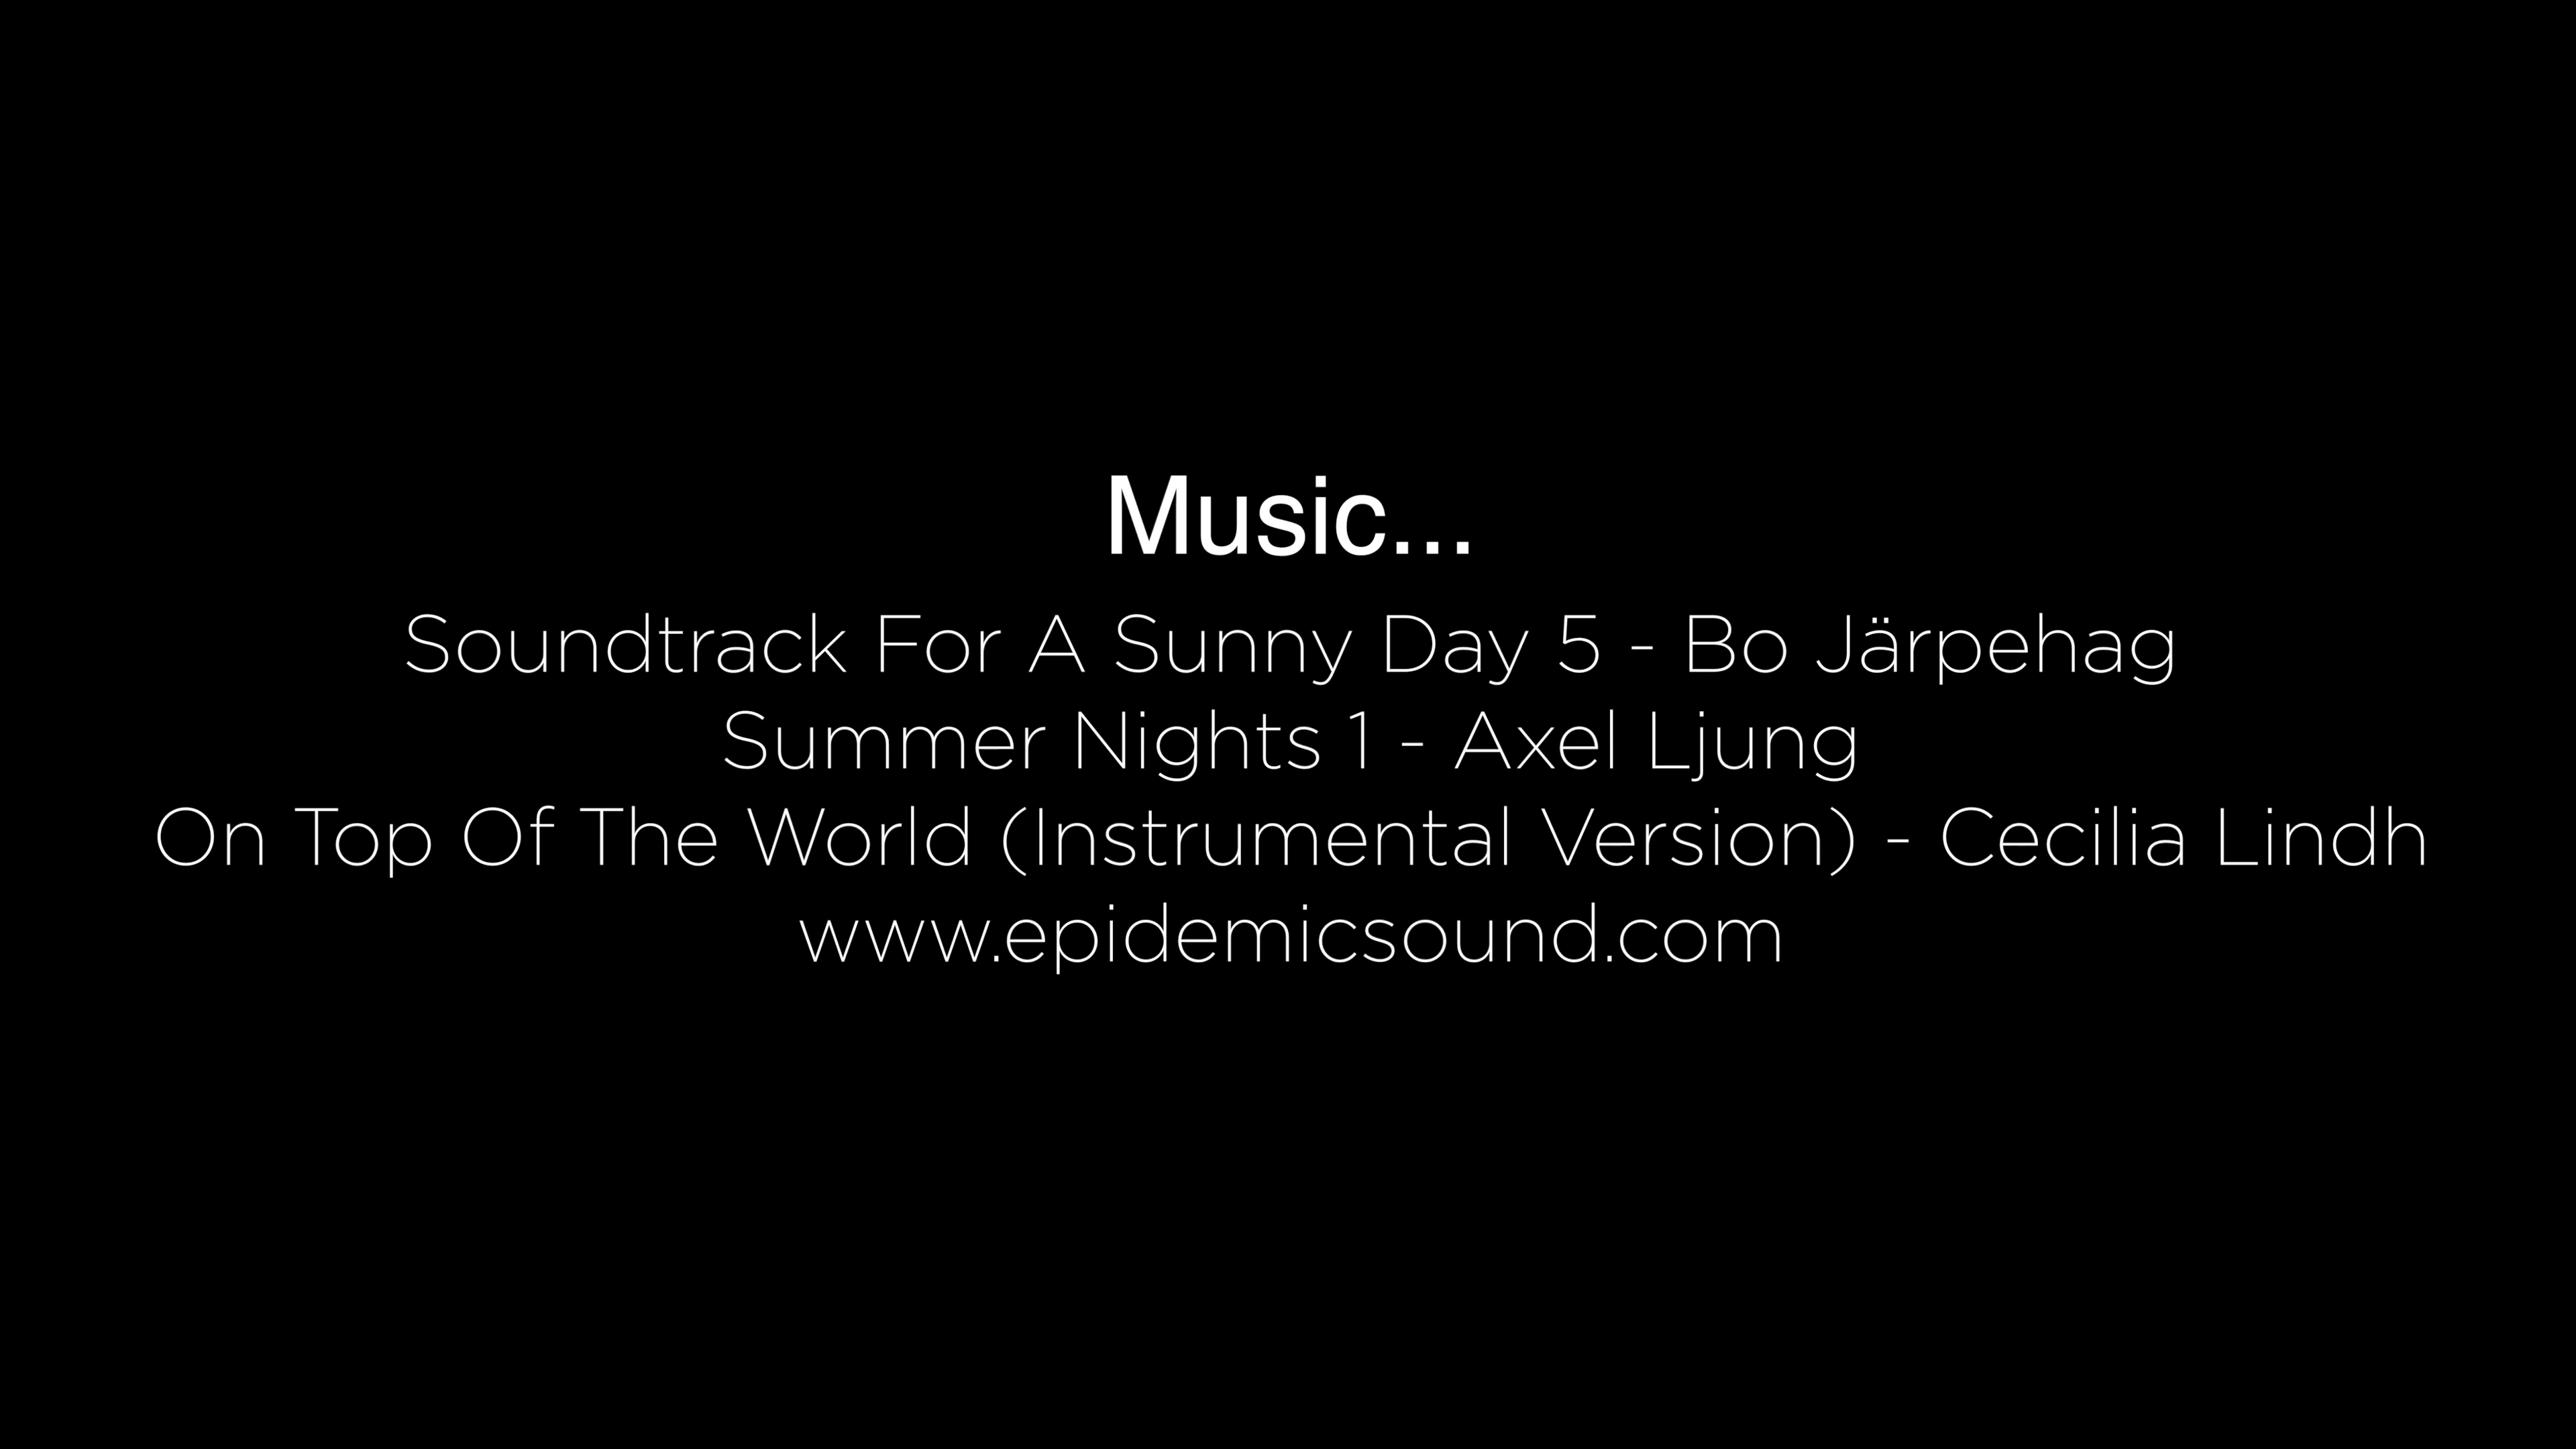 Music...
Soundtrack For A Sunny Day 5 - Bo Järpehag
Summer Nights 1 - Axel Ljung
On Top Of The World (Instrumental Version) - Cecilia Lindh
www.epidemicsound.com